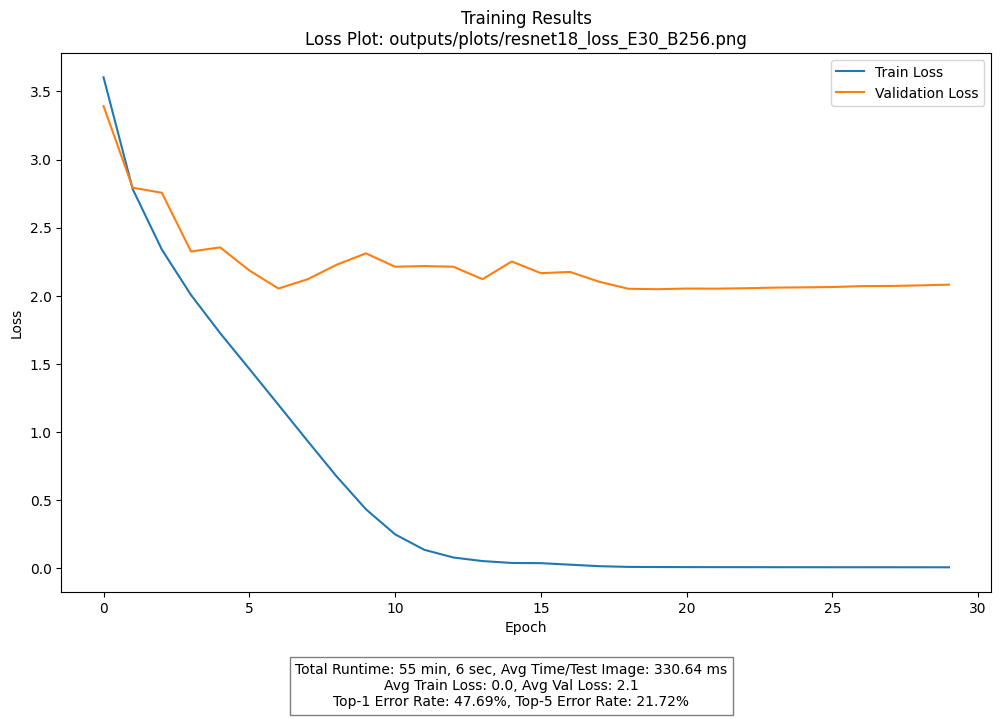 Training Results
Loss Plot: outputs/plots/resnet18_loss_E30_B256.png
Train Loss
Validation Loss
3.5
3.0
2.5
2.0
1.5
1.0
0.5
0.0
Loss
0
5
10
15
20
25
30
Epoch
Total Runtime: 55 min, 6 sec, Avg Time/Test Image: 330.64 ms
Avg Train Loss: 0.0, Avg Val Loss: 2.1
Top-1 Error Rate: 47.69%, Top-5 Error Rate: 21.72%